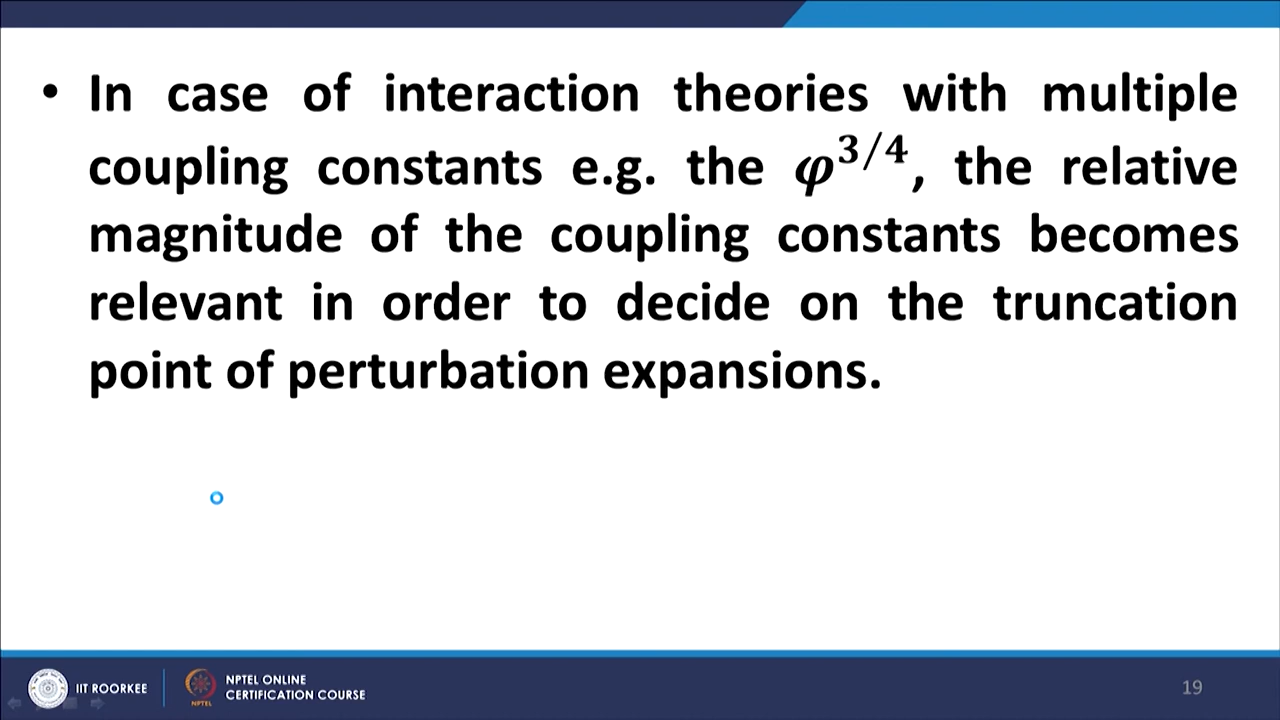 • In case of interaction theories with multiple
coupling constants e.g. the φ^{3/4}, the relative
magnitude of the coupling constants becomes
relevant in order to decide on the truncation
point of perturbation expansions.
IIT ROORKEE
NPTEL
NPTEL ONLINE
CERTIFICATION COURSE
19